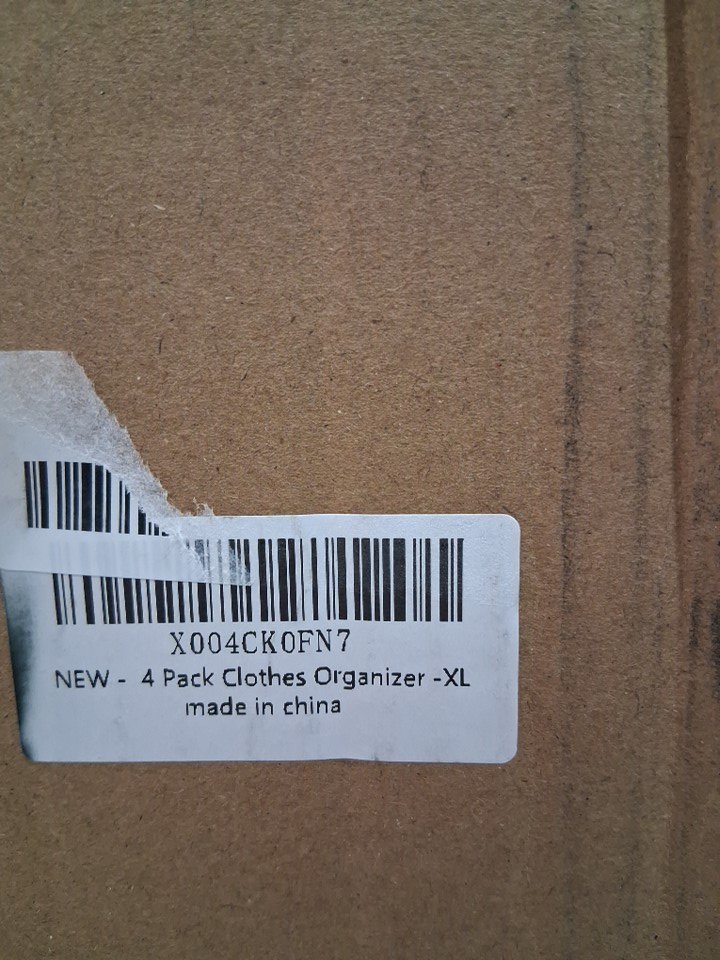 X004CK0FN7
NEW - 4 Pack Clothes Organizer -XL
made in china